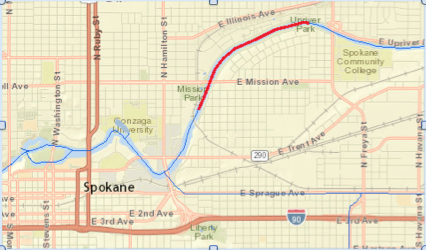 E Illinois Ave
Upriver
Park
N Ruby St
N Hamilton St
E Upriver
Spokane
Community
College
E Mission Ave
Mission
Park
N Washington St
Gonzaga
University
E Trent Ave
290
N Freya St
N Havana St
Spokane
E Sprague Ave
E 2nd Ave
E 3rd Ave
90
E 3rd Ave
Liberty
Park
Stevens St
S Havana St